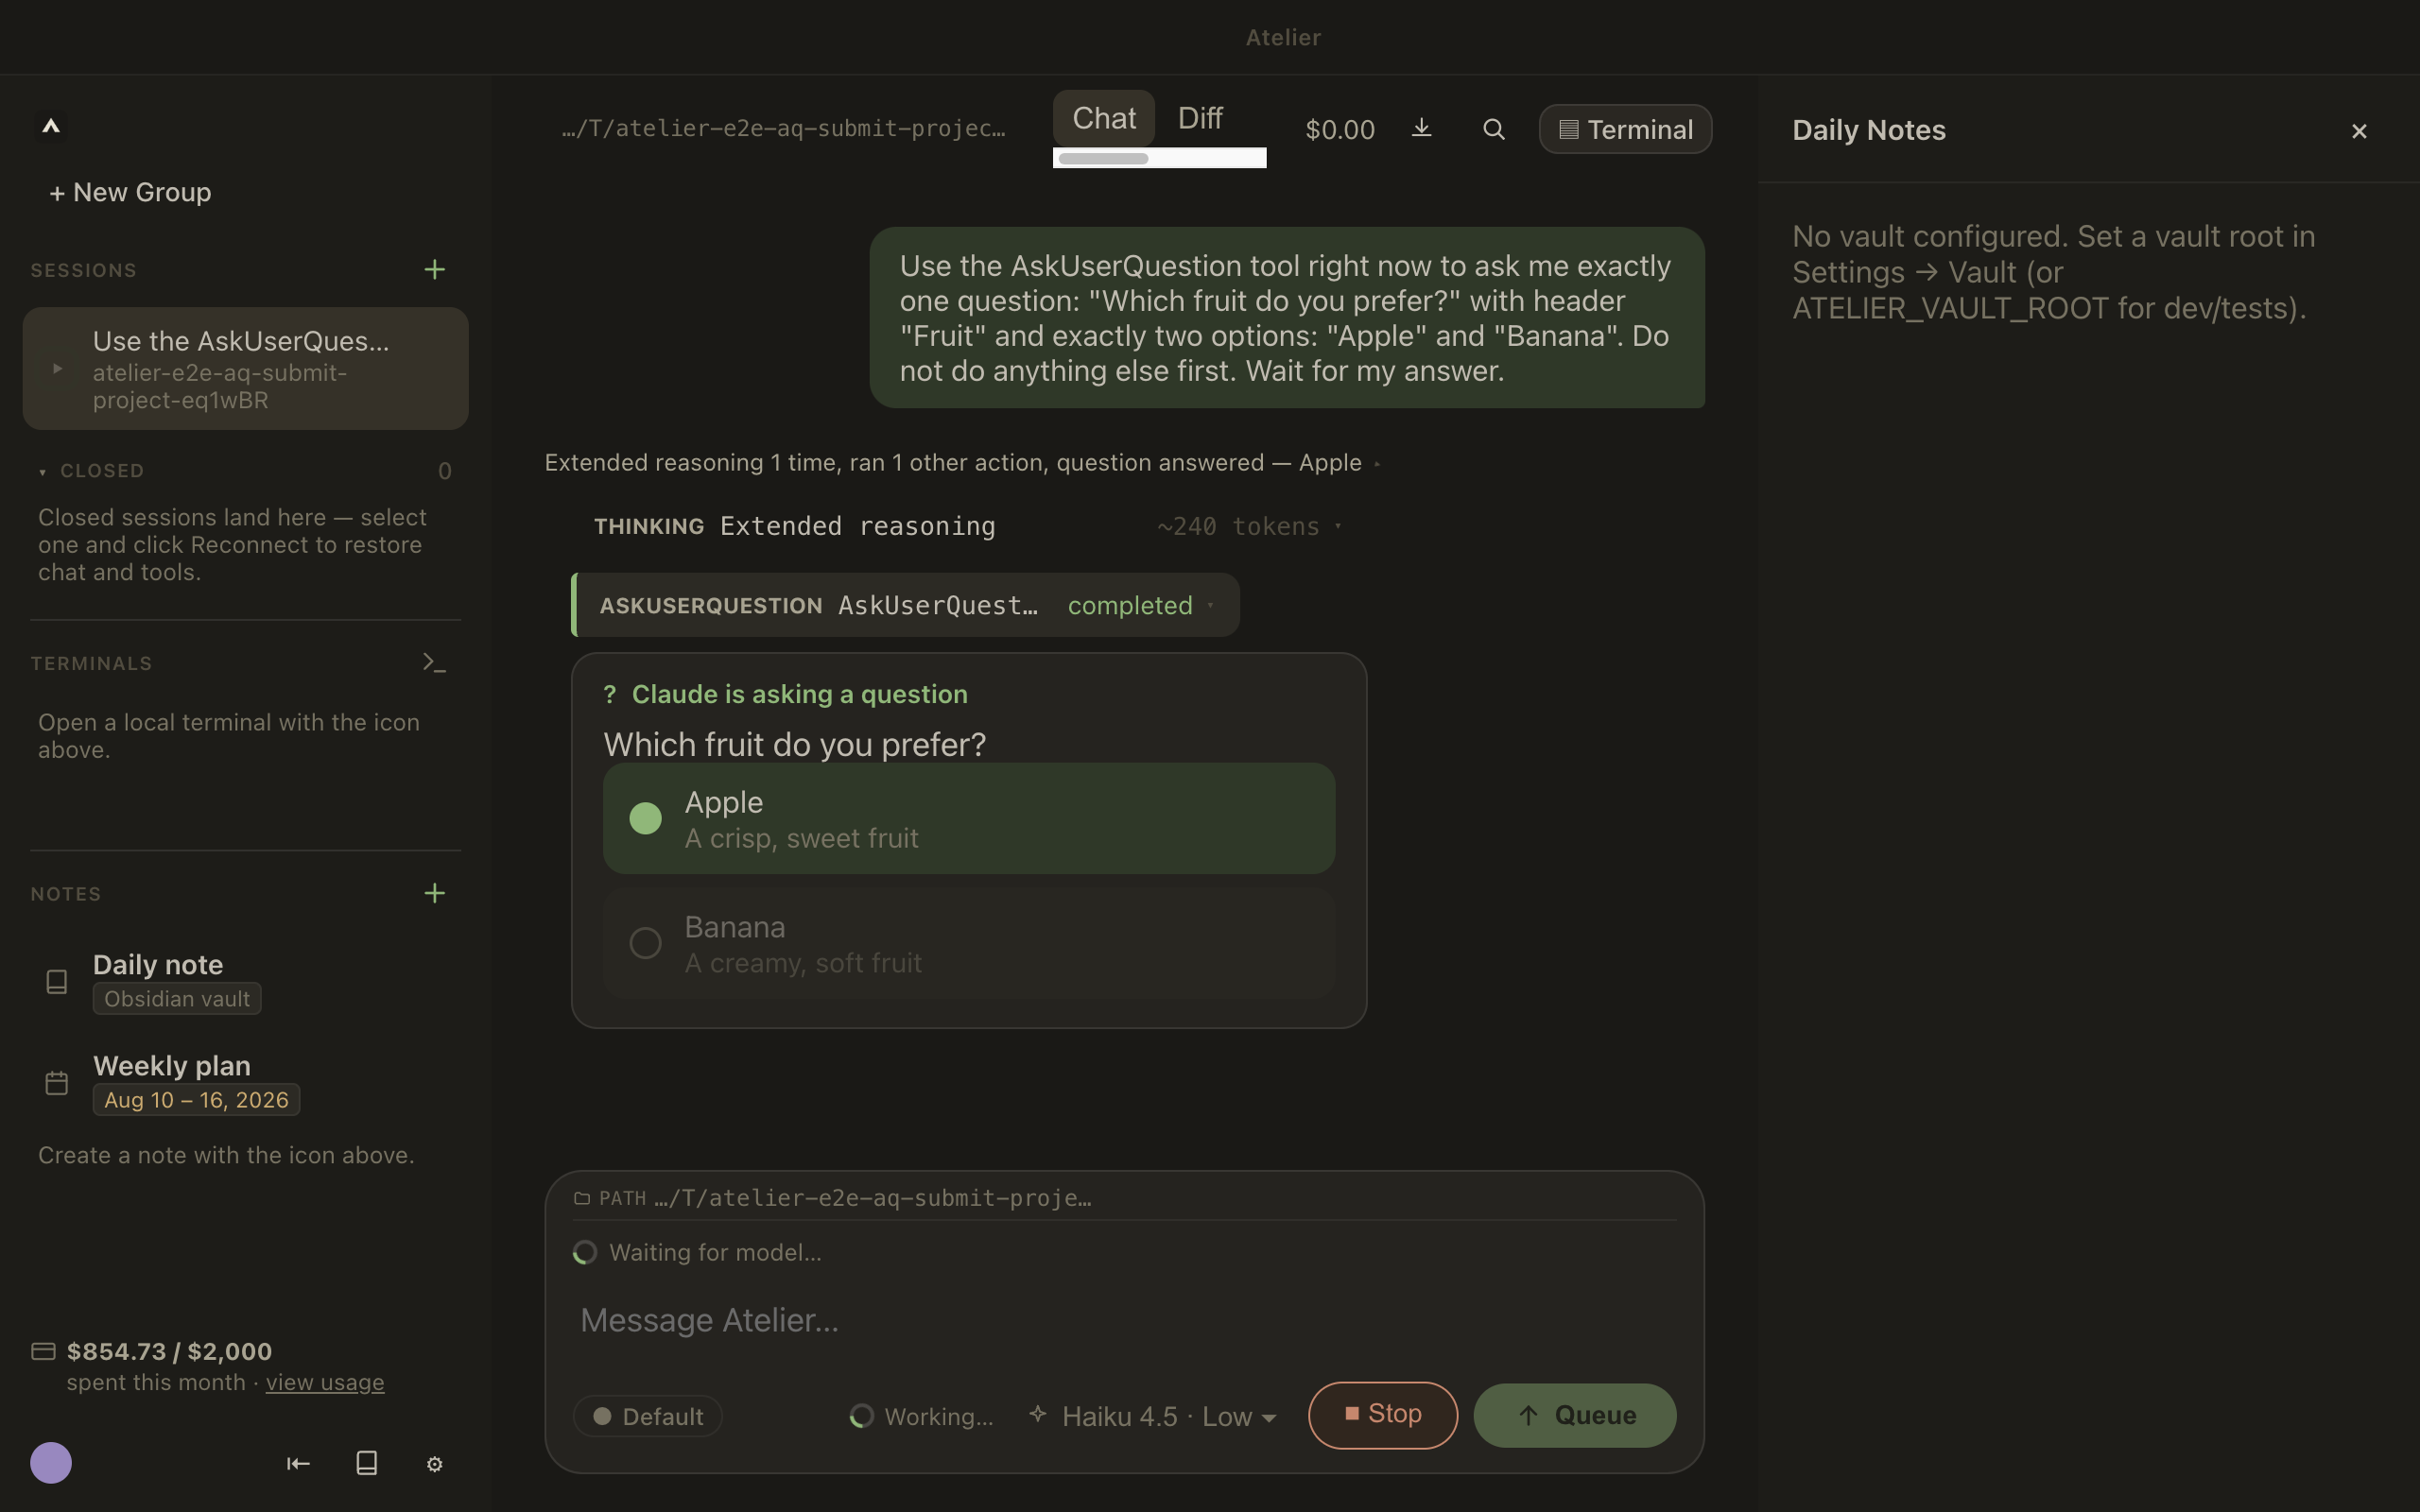 Atelier
+ New Group
SESSIONS
Use the AskUserQues...
atelier-e2e-aq-submit-
project-eq1wBR
CLOSED 0
Closed sessions land here — select
one and click Reconnect to restore
chat and tools.
TERMINALS
Open a local terminal with the icon
above.
NOTES
Daily note
Obsidian vault
Weekly plan
Aug 10 – 16, 2026
Create a note with the icon above.
$854.73 / $2,000
spent this month · view usage
…/T/atelier-e2e-aq-submit-projec…
Chat Diff
$0.00
Terminal
Use the AskUserQuestion tool right now to ask me exactly
one question: "Which fruit do you prefer?" with header
"Fruit" and exactly two options: "Apple" and "Banana". Do
not do anything else first. Wait for my answer.
Extended reasoning 1 time, ran 1 other action, question answered — Apple
THINKING Extended reasoning ~240 tokens
ASKUSERQUESTION AskUserQuest… completed
? Claude is asking a question
Which fruit do you prefer?
Apple
A crisp, sweet fruit
Banana
A creamy, soft fruit
PATH …/T/atelier-e2e-aq-submit-proje…
Waiting for model...
Message Atelier...
Default
Working...
Haiku 4.5 · Low
Stop
Queue
Daily Notes
No vault configured. Set a vault root in
Settings → Vault (or
ATELIER_VAULT_ROOT for dev/tests).